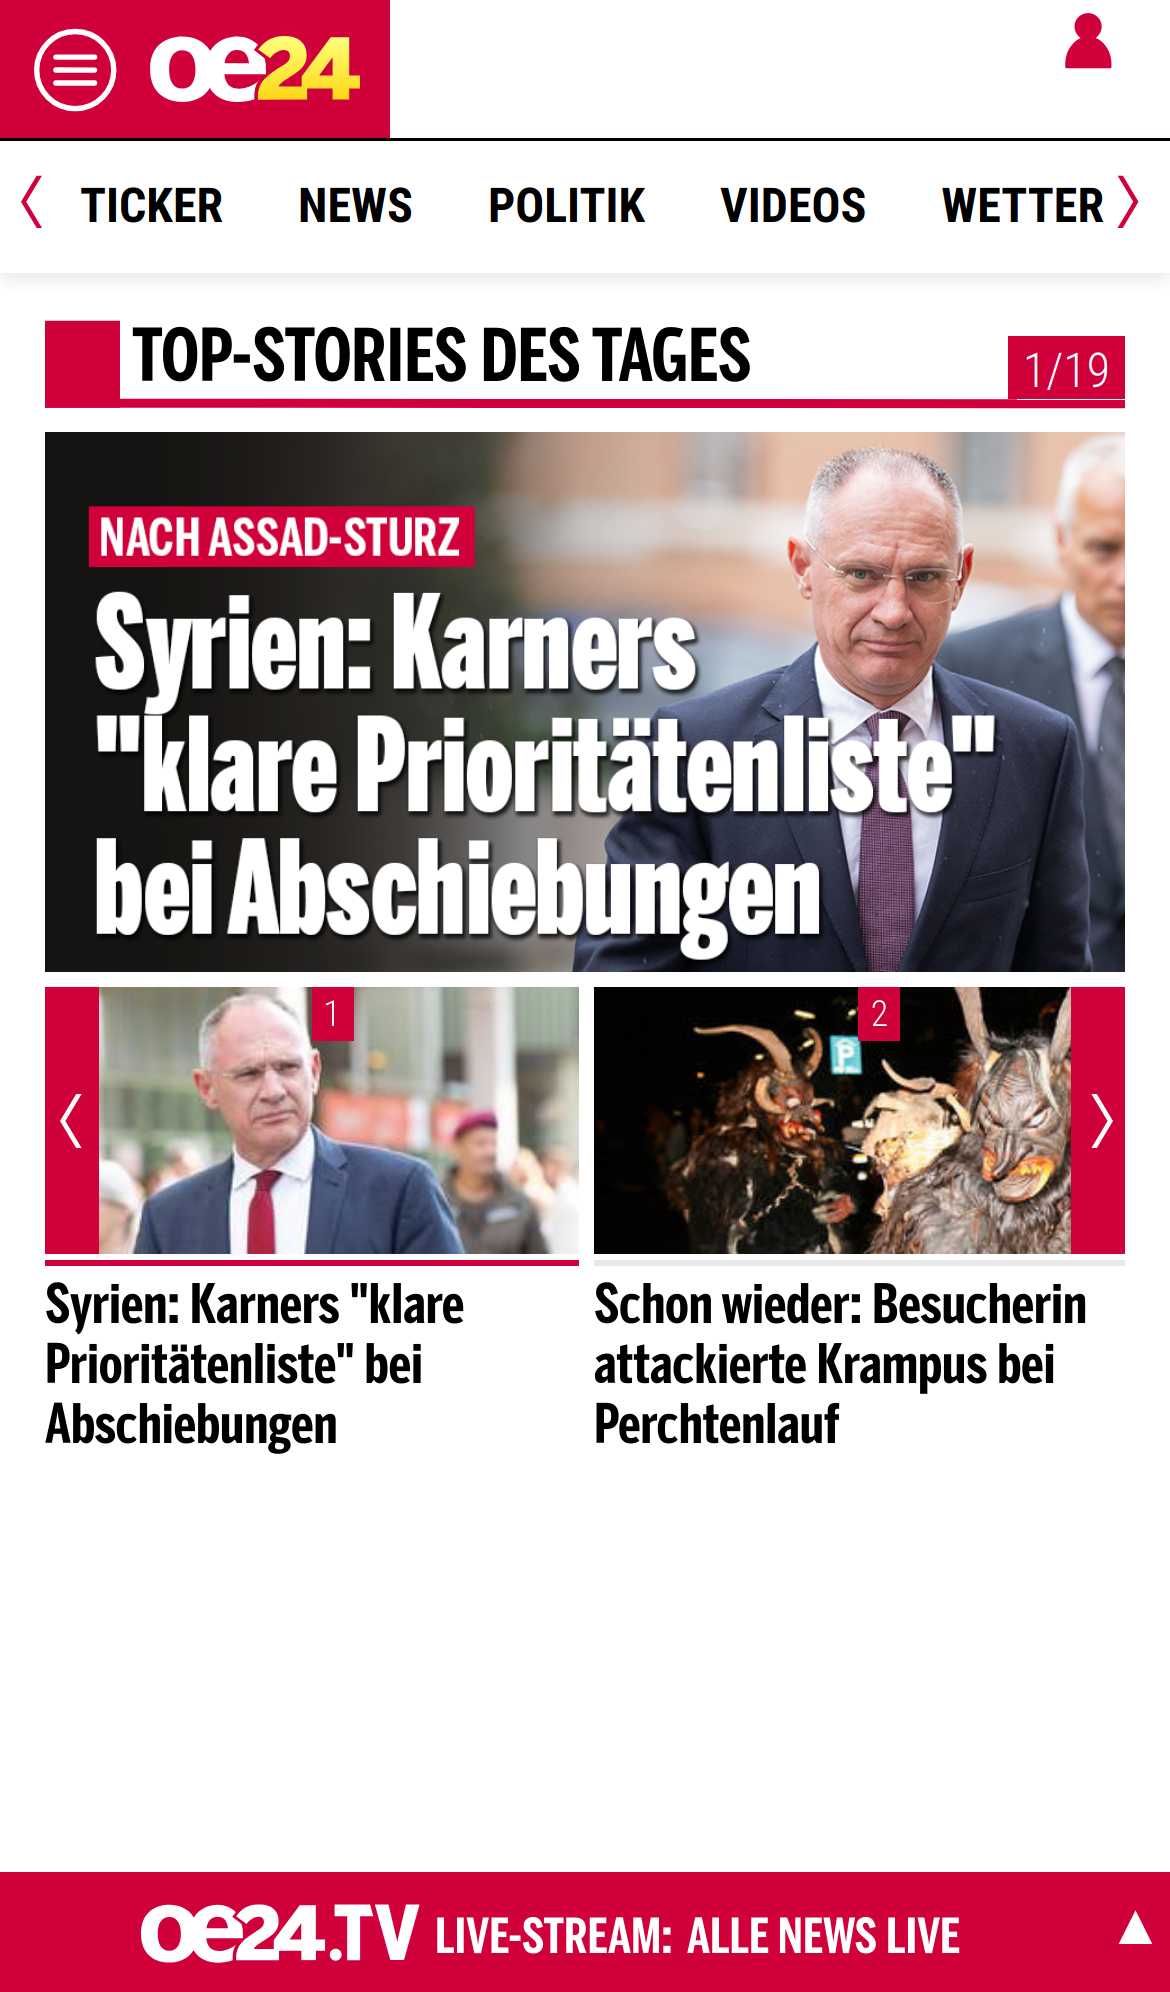 oe24
TICKER NEWS POLITIK VIDEOS WETTER
TOP-STORIES DES TAGES
1/19
NACH ASSAD-STURZ
Syrien: Karners
"klare Prioritätenliste"
bei Abschiebungen
1
2
P
Syrien: Karners "klare
Prioritätenliste" bei
Abschiebungen
Schon wieder: Besucherin
attackierte Krampus bei
Perchtenlauf
oe24.TV LIVE-STREAM: ALLE NEWS LIVE